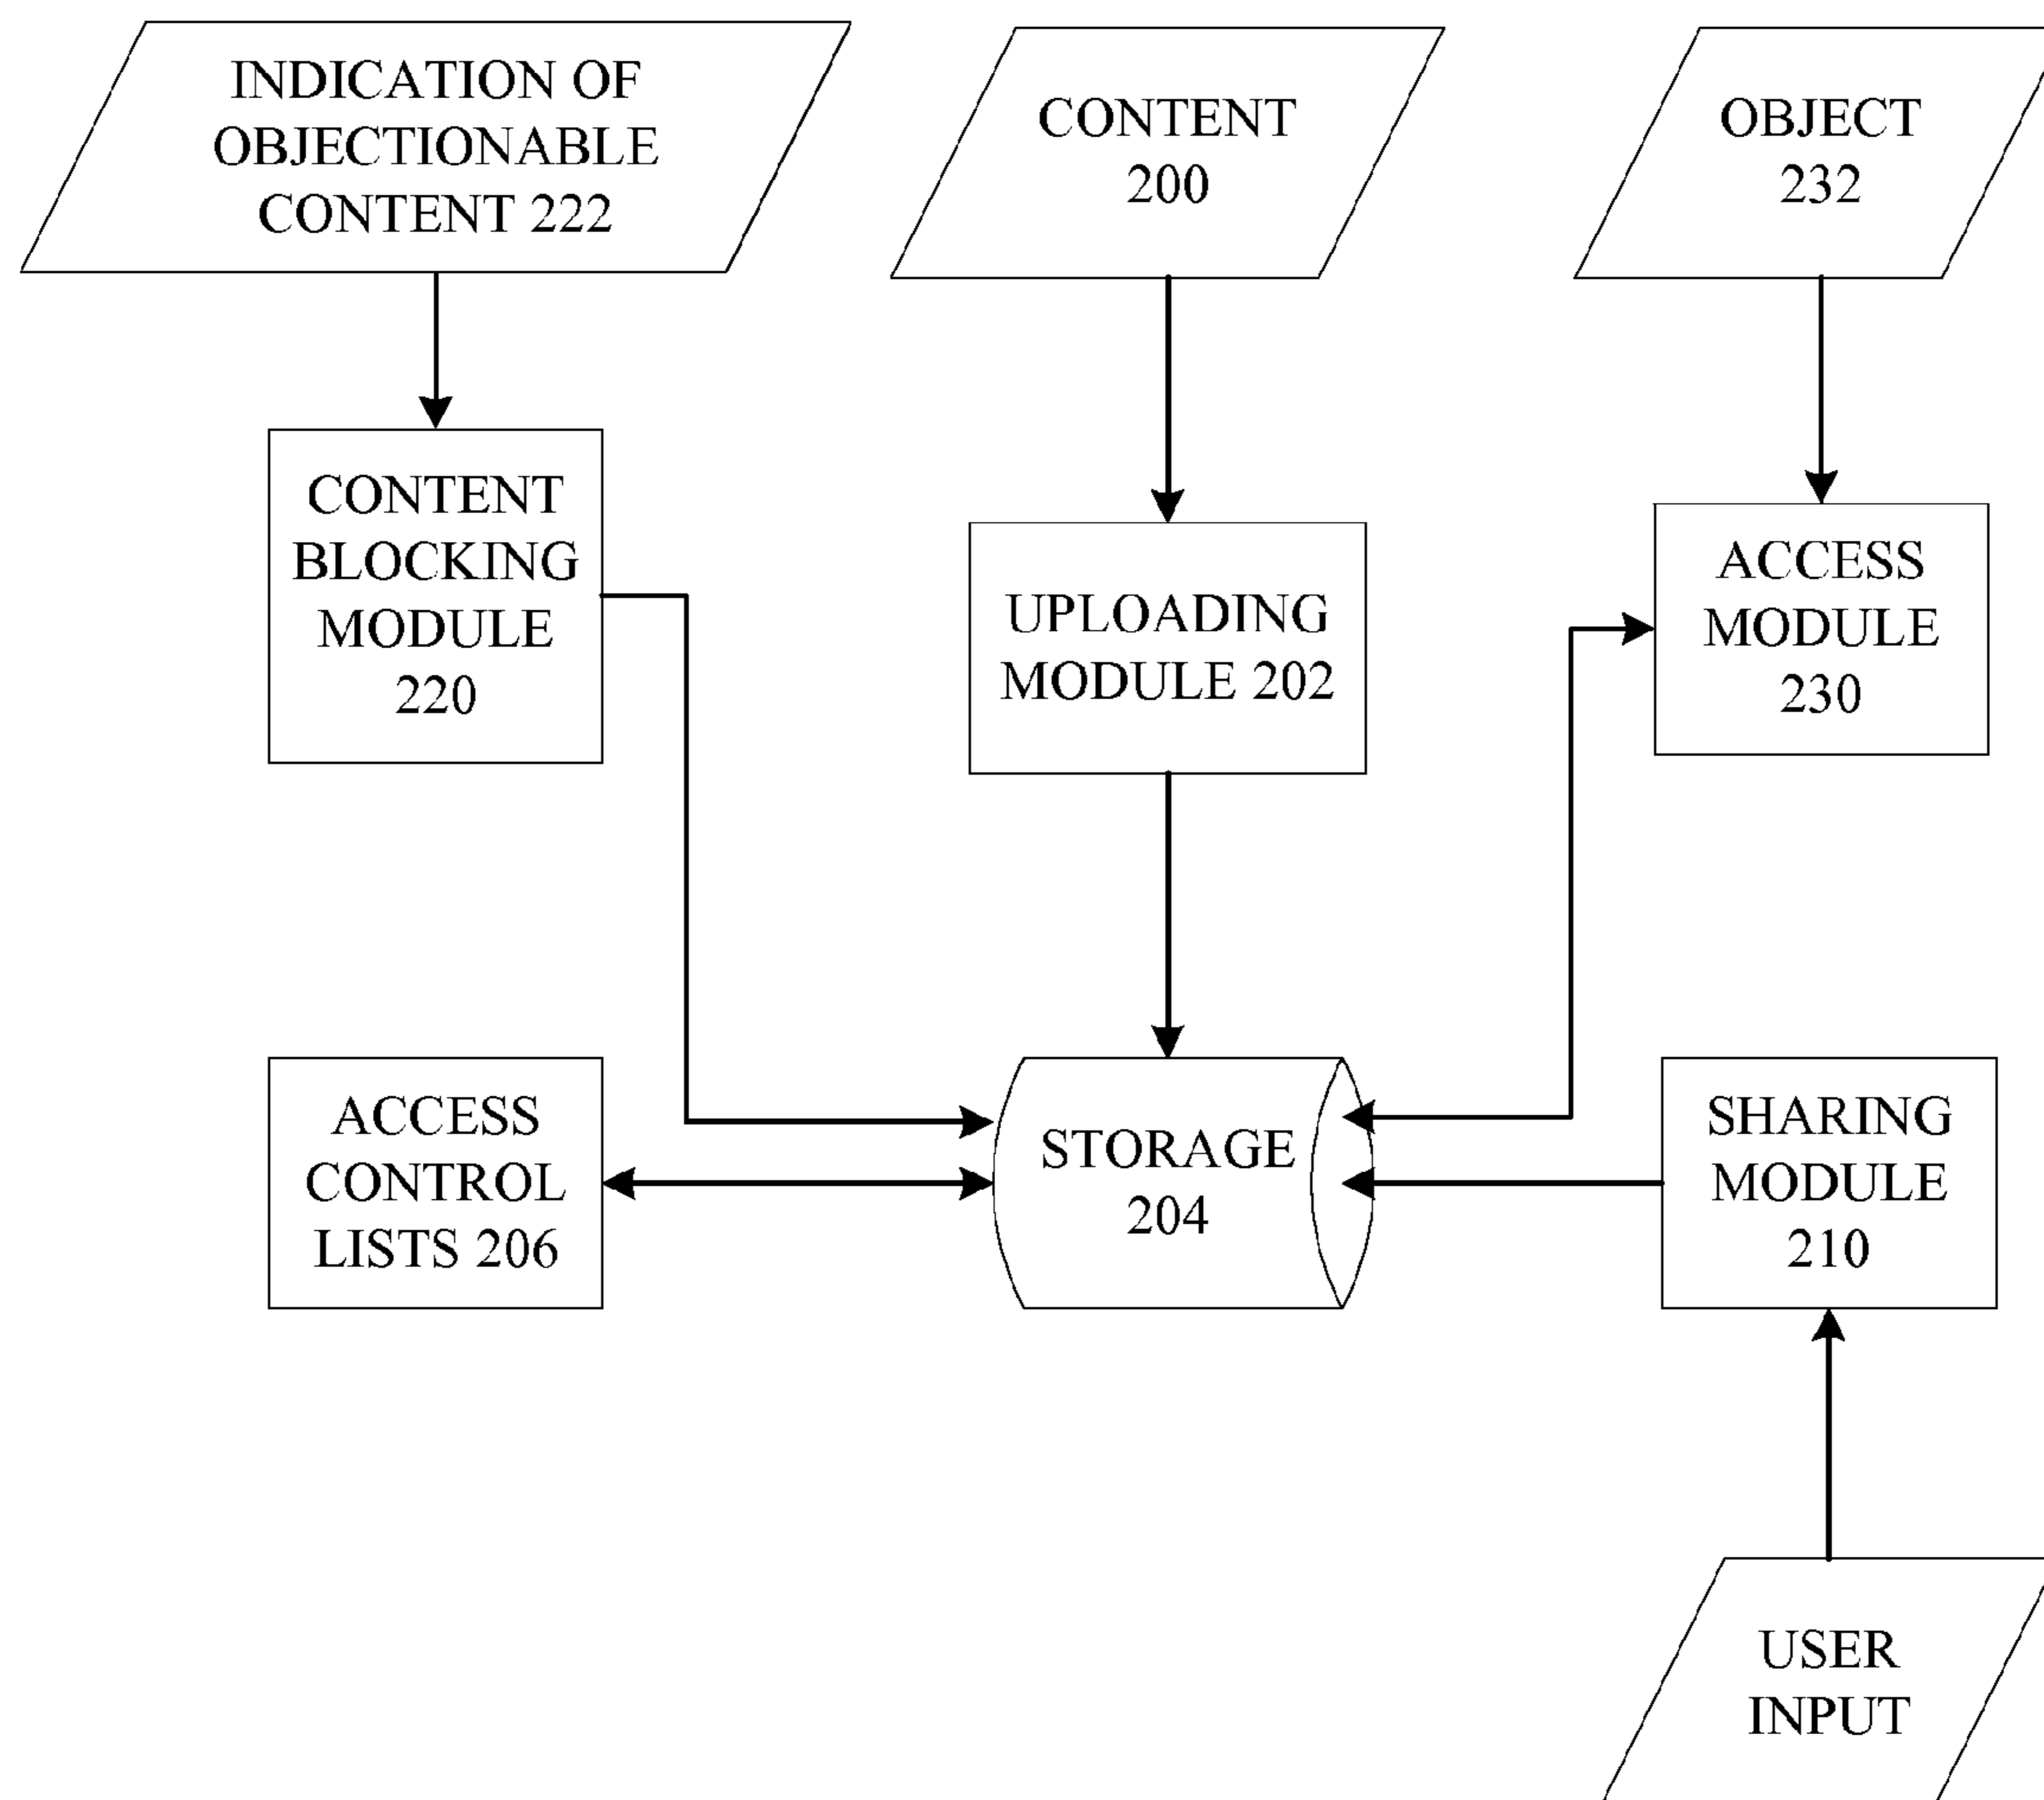 INDICATION OF
OBJECTIONABLE
CONTENT 222
CONTENT
200
OBJECT
232
CONTENT
BLOCKING
MODULE
220
UPLOADING
MODULE 202
ACCESS
MODULE
230
ACCESS
CONTROL
LISTS 206
STORAGE
204
SHARING
MODULE
210
USER
INPUT